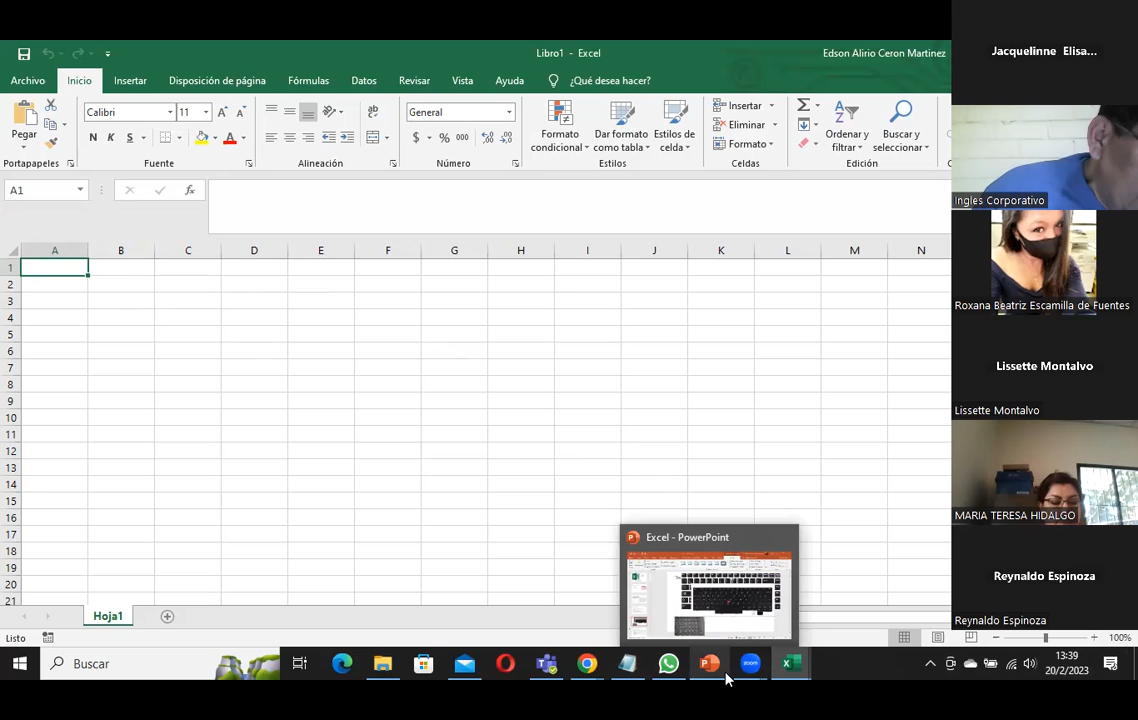 Libro1 - Excel
Edson Alirio Ceron Martinez
Archivo Inicio Insertar Disposición de página Fórmulas Datos Revisar Vista Ayuda ¿Qué desea hacer?
Pegar
Portapapeles
Calibri 11
N K S
Fuente
Alineación
General
$ % 000
Número
Formato condicional
Dar formato como tabla
Estilos de celda
Estilos
Insertar
Eliminar
Formato
Celdas
Ordenar y filtrar
Buscar y seleccionar
Edición
A1
fx
A B C D E F G H I J K L M N
1
2
3
4
5
6
7
8
9
10
11
12
13
14
15
16
17
18
19
20
21
Excel - PowerPoint
Hoja1
Listo
100%
Buscar
zoom
13:39
20/2/2023
Jacquelinne Elisa...
Ingles Corporativo
Roxana Beatriz Escamilla de Fuentes
Lissette Montalvo
Lissette Montalvo
MARIA TERESA HIDALGO
Reynaldo Espinoza
Reynaldo Espinoza